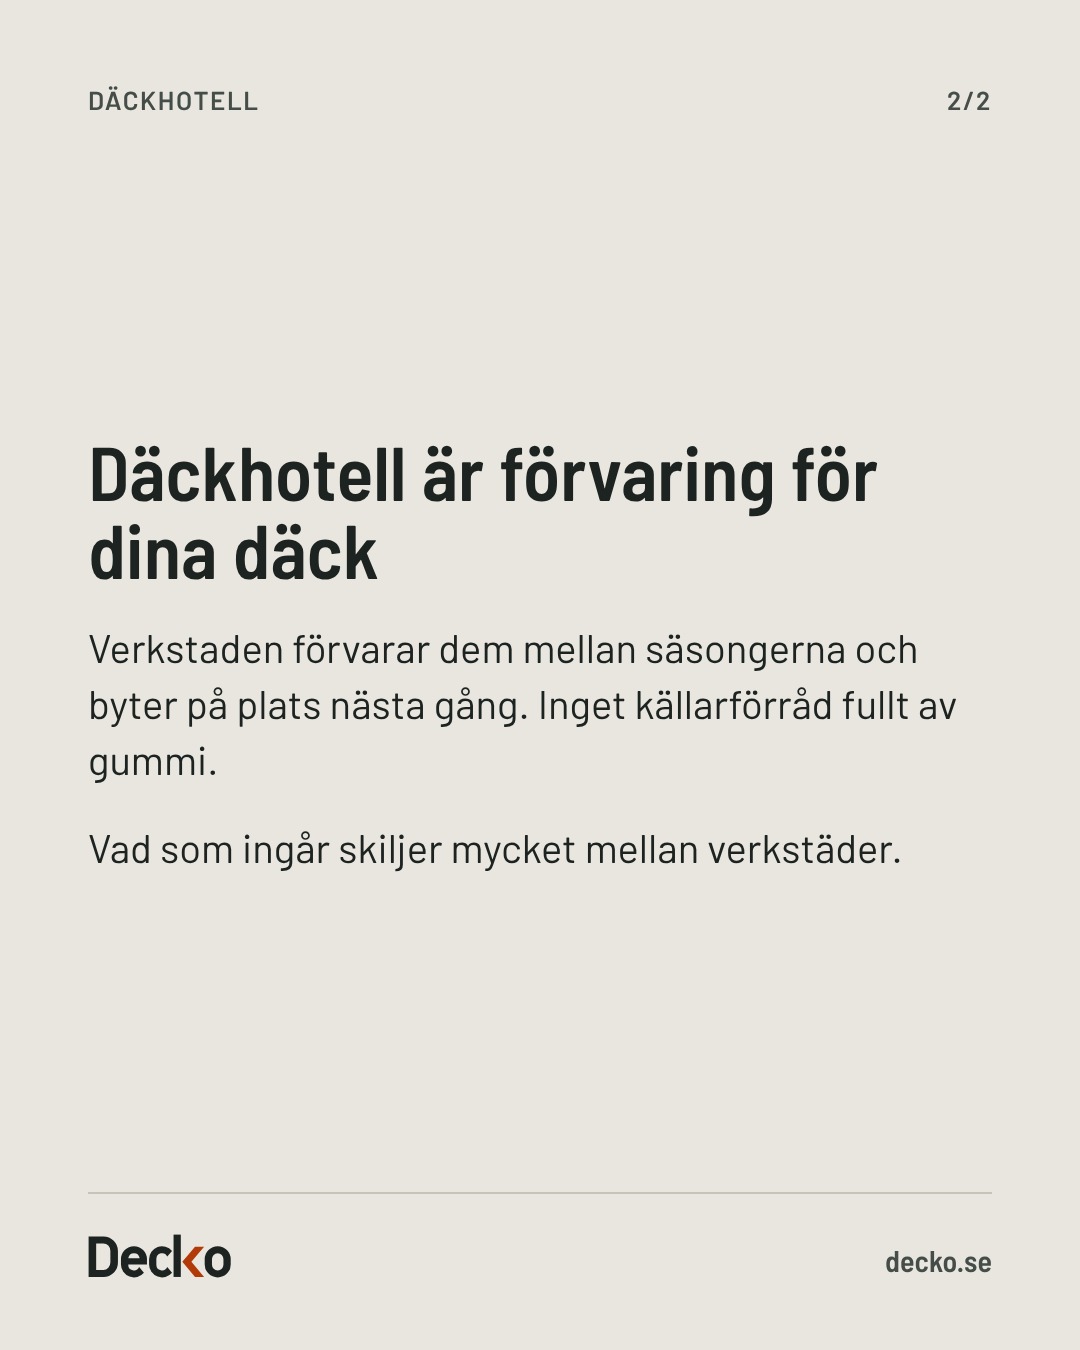 DÄCKHOTELL
2/2
Däckhotell är förvaring för
dina däck
Verkstaden förvarar dem mellan säsongerna och
byter på plats nästa gång. Inget källarförråd fullt av
gummi.
Vad som ingår skiljer mycket mellan verkstäder.
Decko
decko.se